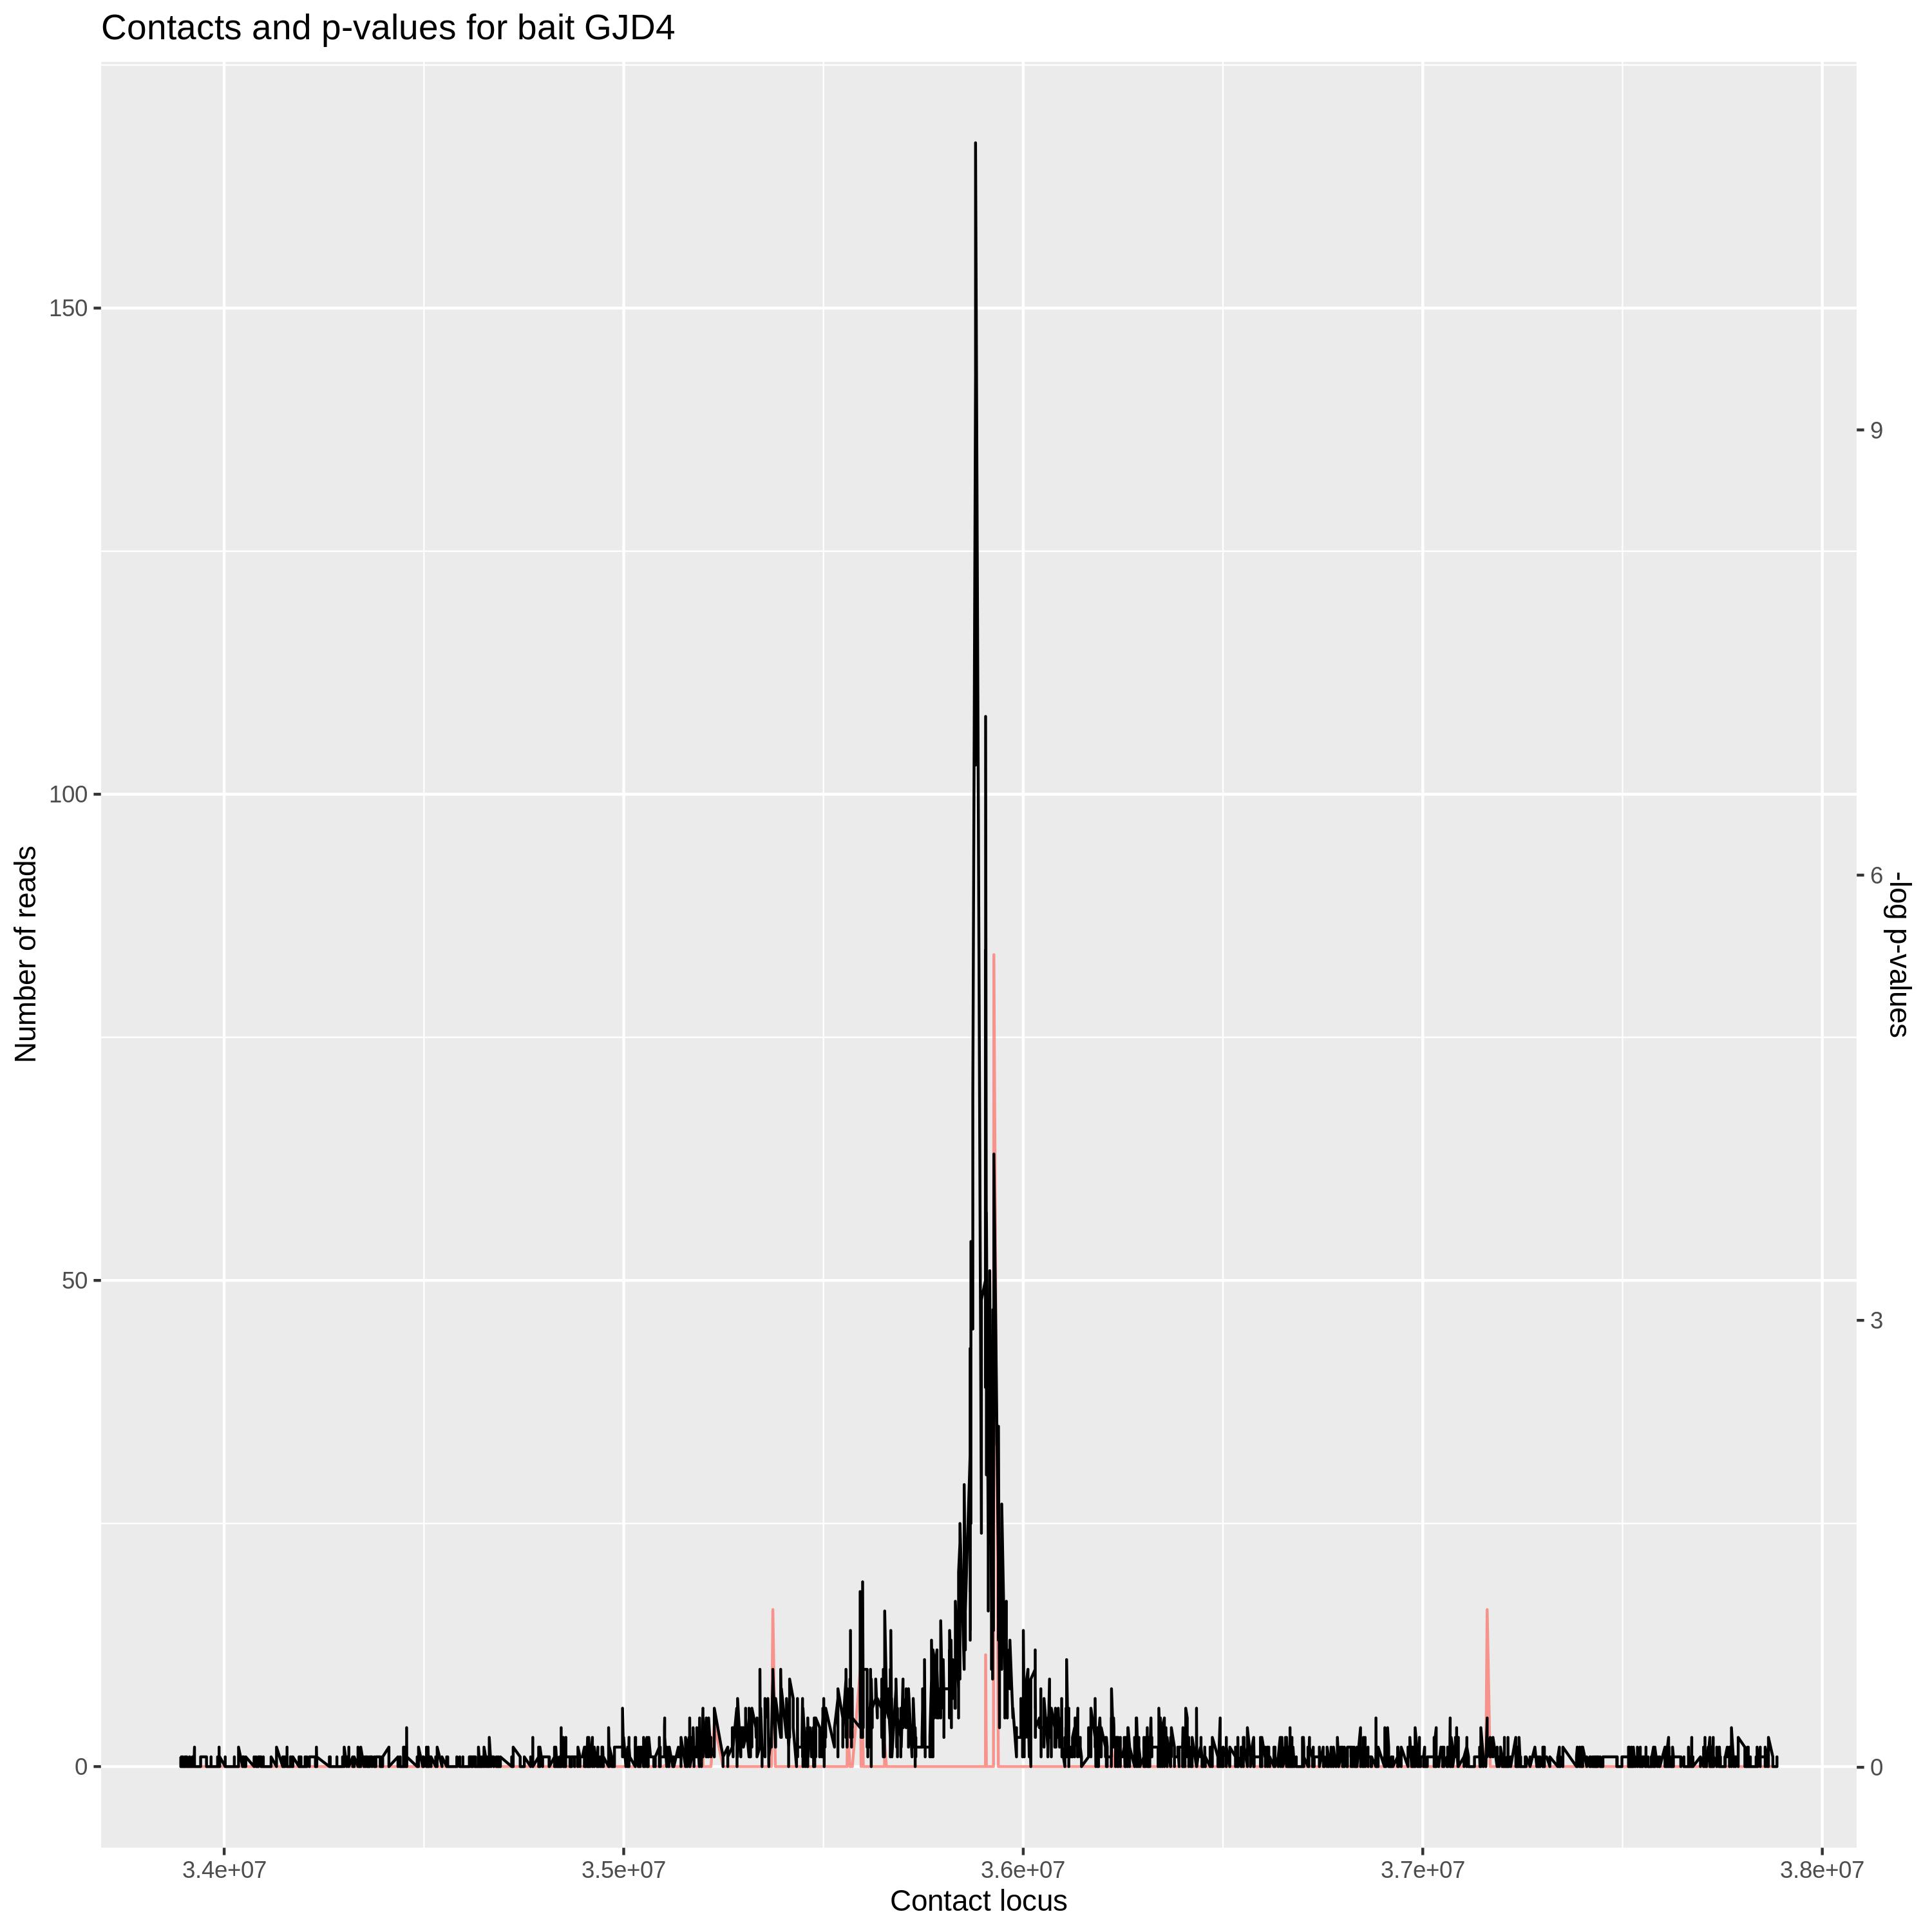 Contacts and p-values for bait GJD4
150
100
50
0
9
6
3
0
Number of reads
-log p-values
3.4e+07
3.5e+07
3.6e+07
3.7e+07
3.8e+07
Contact locus